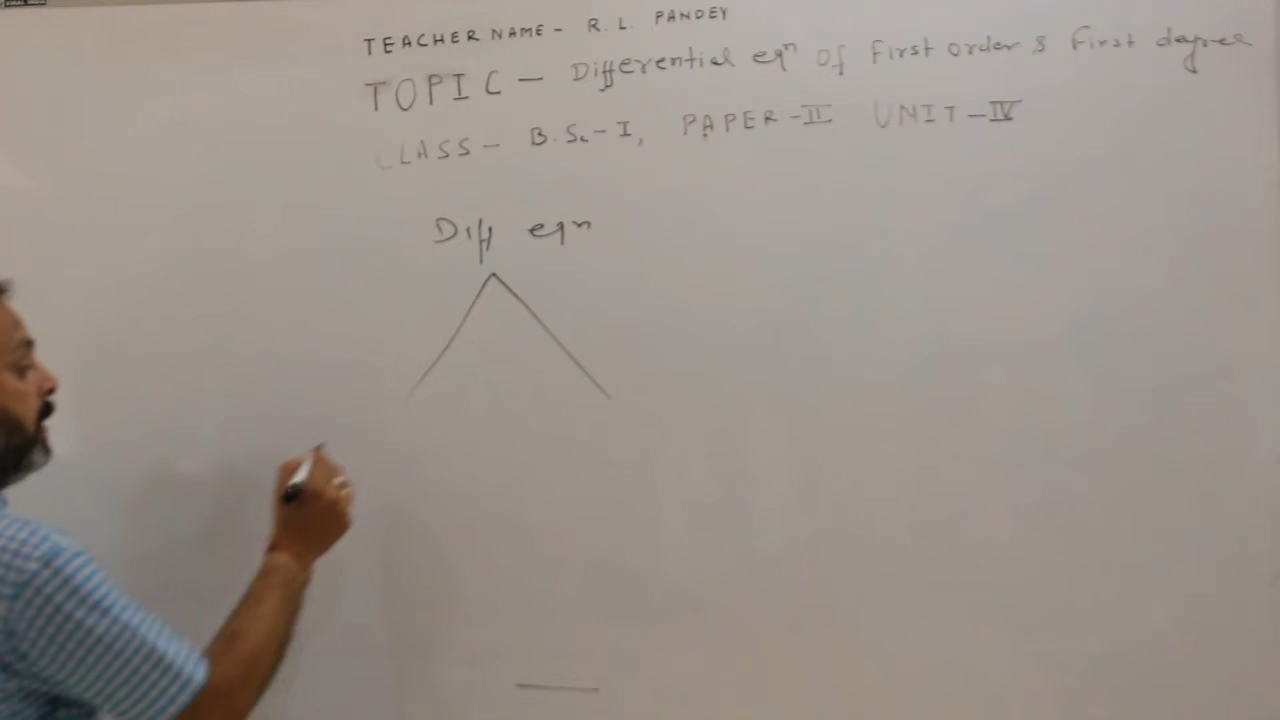 TEACHER NAME - R. L. PANDEY
TOPIC - Differential eqⁿ of First order & First degree
CLASS - B.Sc-I, PAPER-II UNIT-IV
Diff eqⁿ